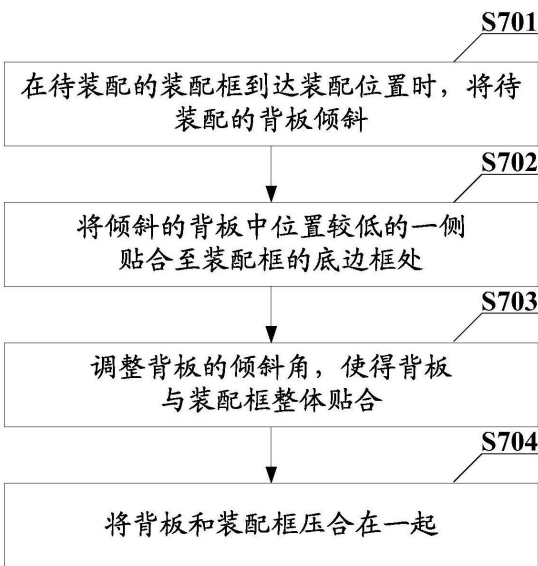 S701
在待装配的装配框到达装配位置时，将待
装配的背板倾斜
S702
将倾斜的背板中位置较低的一侧
贴合至装配框的底边框处
S703
调整背板的倾斜角，使得背板
与装配框整体贴合
S704
将背板和装配框压合在一起